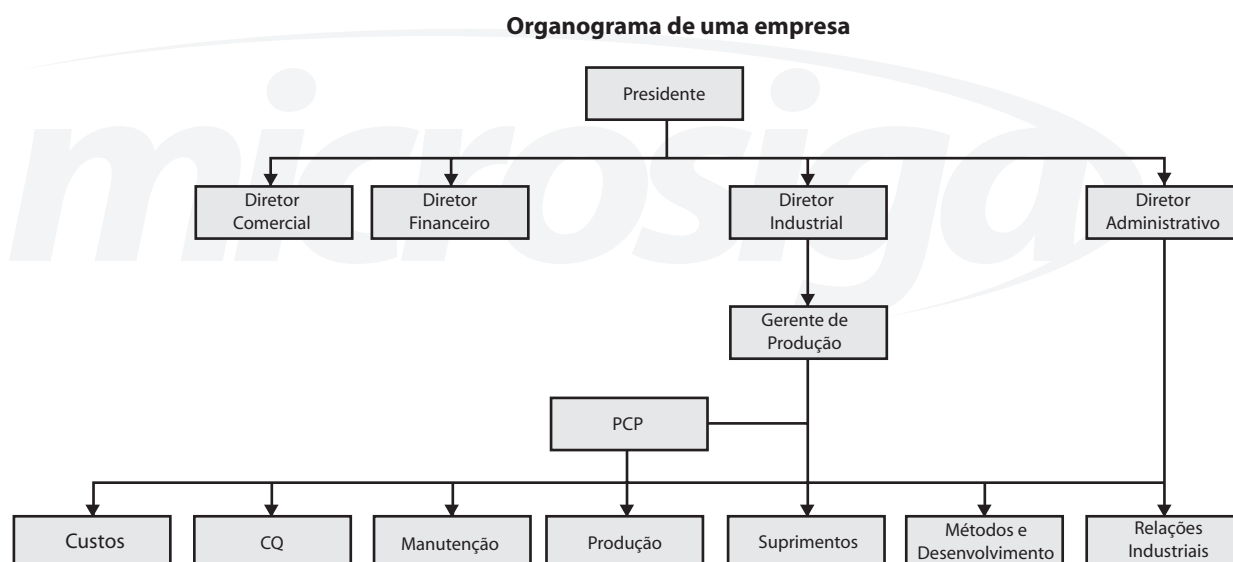 Organograma de uma empresa
microsiga
Presidente
Diretor
Comercial
Diretor
Financeiro
Diretor
Industrial
Diretor
Administrativo
Gerente de
Produção
PCP
Custos
CQ
Manutenção
Produção
Suprimentos
Métodos e
Desenvolvimento
Relações
Industriais